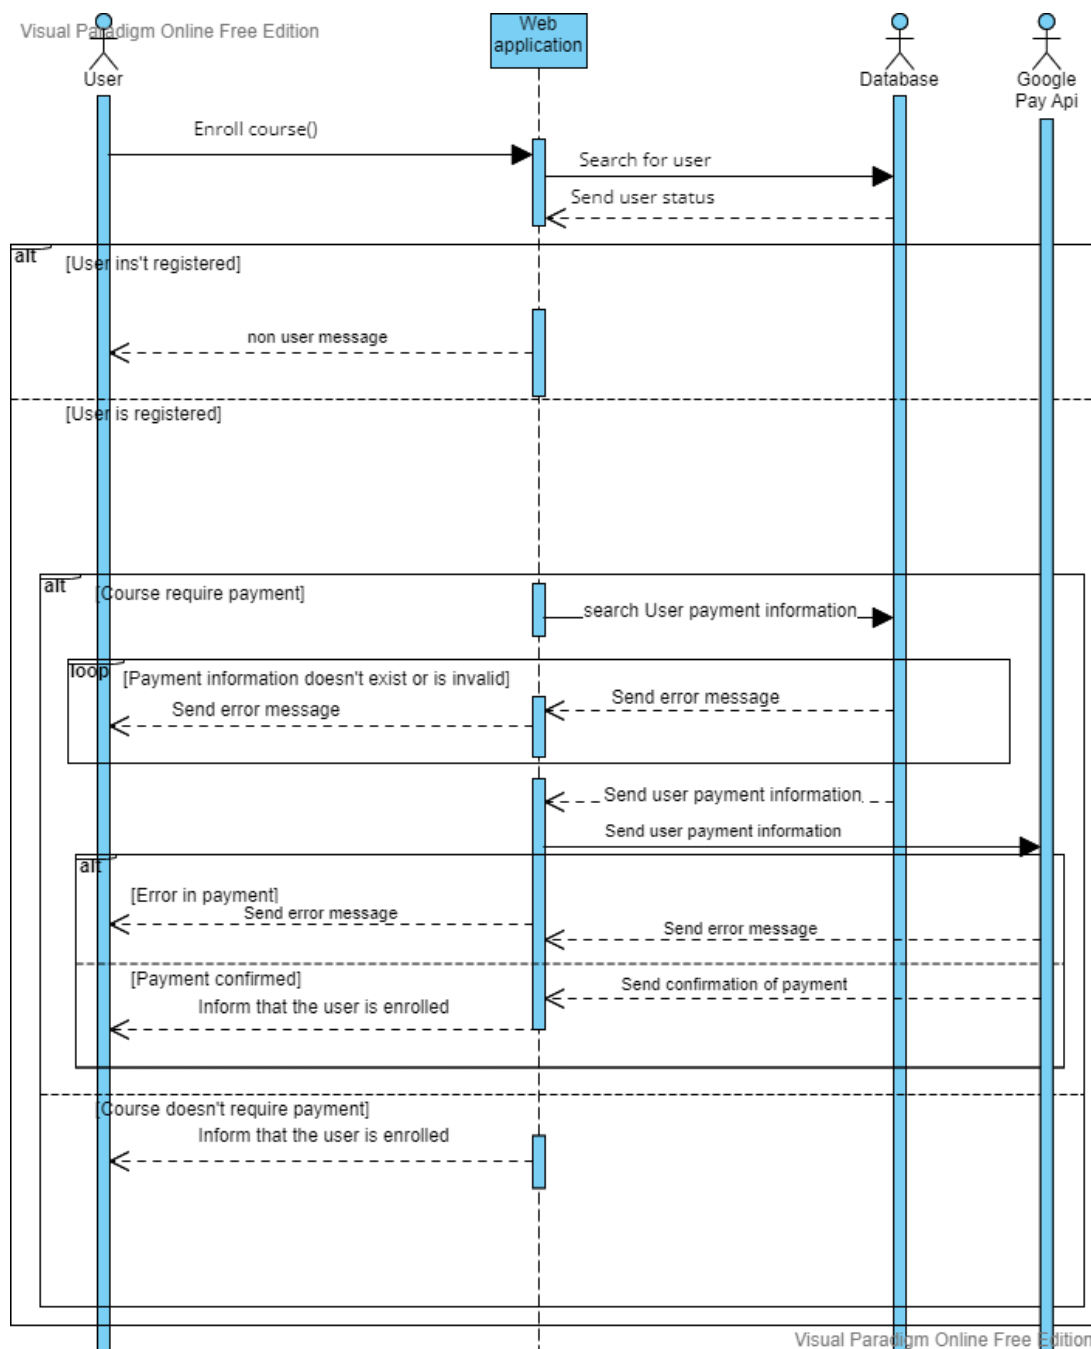 Visual Paradigm Online Free Edition
User
Web
application
Database
Google
Pay Api
Enroll course()
Search for user
Send user status
alt
[User ins't registered]
non user message
[User is registered]
alt
[Course require payment]
search User payment information
loop
[Payment information doesn't exist or is invalid]
Send error message
Send error message
Send user payment information
Send user payment information
alt
[Error in payment]
Send error message
Send error message
[Payment confirmed]
Send confirmation of payment
Inform that the user is enrolled
[Course doesn't require payment]
Inform that the user is enrolled
Visual Paradigm Online Free Edition